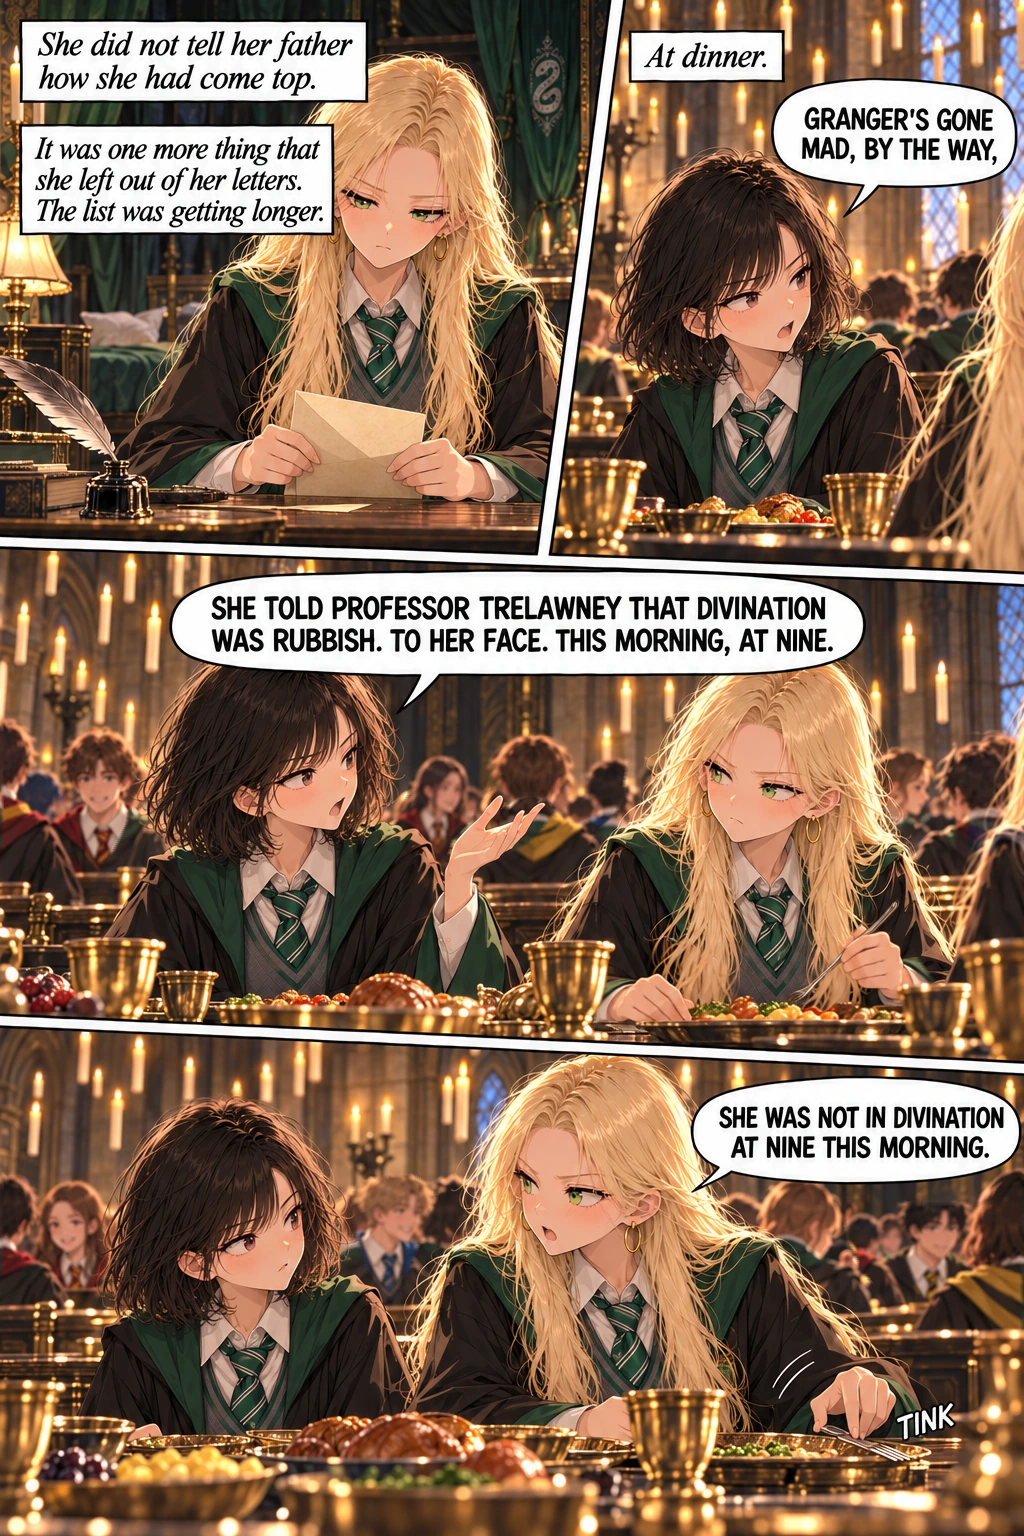 She did not tell her father
how she had come top.
It was one more thing that
she left out of her letters.
The list was getting longer.
At dinner.
GRANGER'S GONE
MAD, BY THE WAY,
SHE TOLD PROFESSOR TRELAWNEY THAT DIVINATION
WAS RUBBISH. TO HER FACE. THIS MORNING, AT NINE.
SHE WAS NOT IN DIVINATION
AT NINE THIS MORNING.
TINK